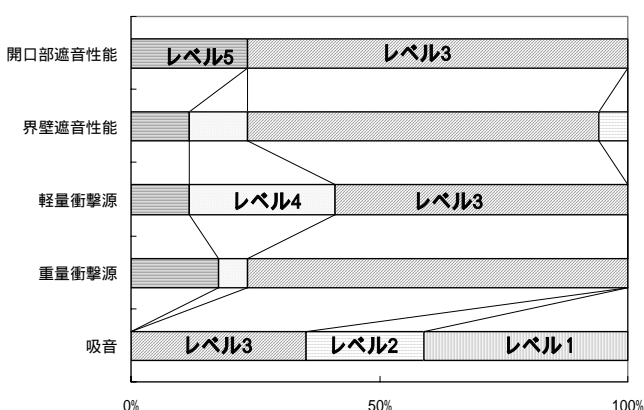 開口部遮音性能
レベル5 レベル3
界壁遮音性能
軽量衝撃源
レベル4 レベル3
重量衝撃源
吸音
レベル3 レベル2 レベル1
0% 50% 100%